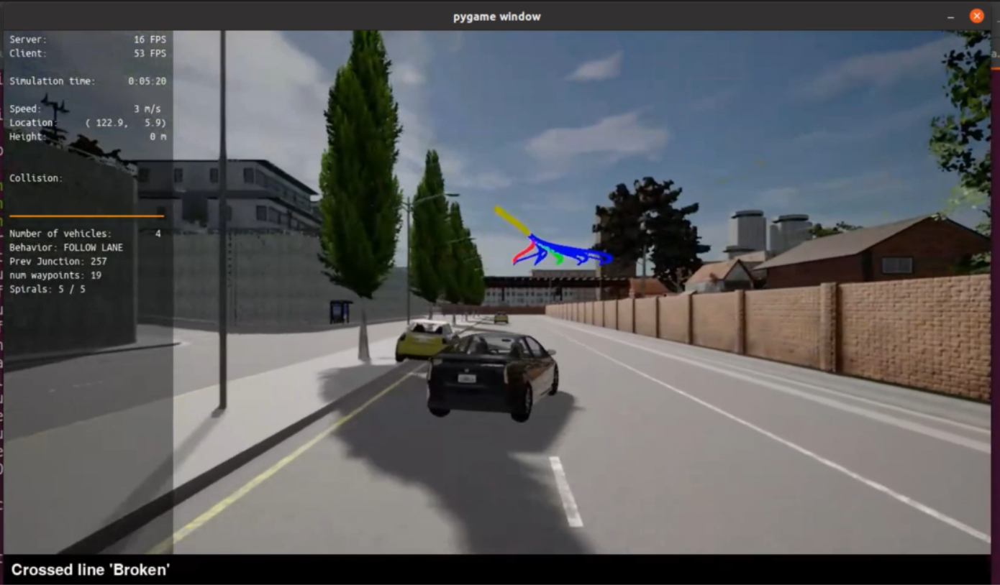 pygame window
Server: 16 FPS
Client: 53 FPS
Simulation time: 0:05:20
Speed: 3 m/s
Location: ( 122.9, 5.9)
Height: 0 m
Collision:
Number of vehicles: 4
Behavior: FOLLOW LANE
Prev Junction: 257
num waypoints: 19
Spirals: 5 / 5
Crossed line 'Broken'